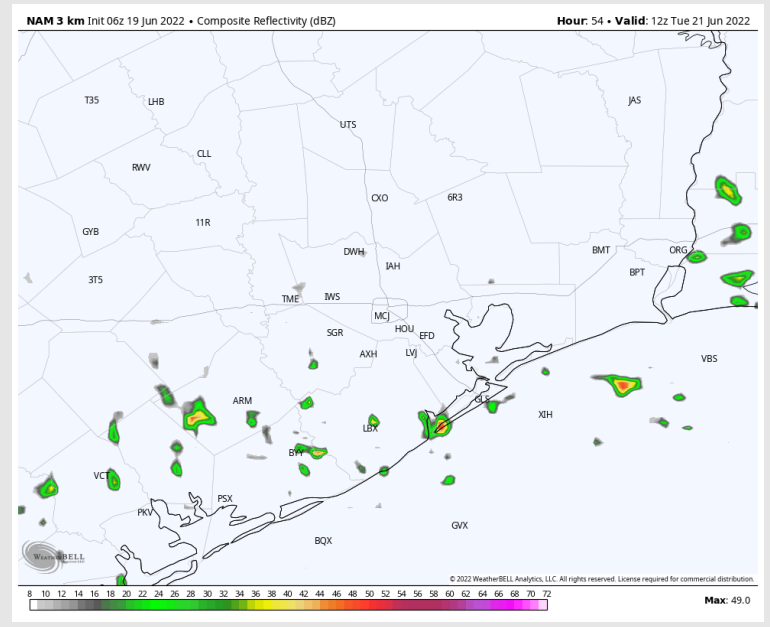 NAM 3 km Init 06z 19 Jun 2022 • Composite Reflectivity (dBZ) Hour: 54 • Valid: 12z Tue 21 Jun 2022
T35 LHB JAS
UTS
CLL
RWV
CXO 6R3
11R
GYB
DWH BMT ORG
IAH
3T5 BPT
TME IWS
MCJ
SGR HOU EFD
AXH LVJ VBS
ARM GLS
XIH
LBX
BYY
VCT
PSX
PKV GVX
BQX
WEATHERBELL
© 2022 WeatherBELL Analytics, LLC. All rights reserved. License required for commercial distribution.
8 10 12 14 16 18 20 22 24 26 28 30 32 34 36 38 40 42 44 46 48 50 52 54 56 58 60 62 64 66 68 70 72 Max: 49.0